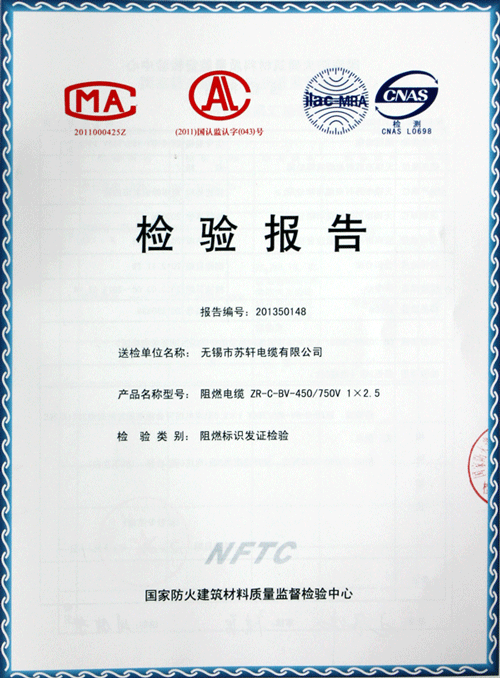 MA
2011000425Z
CAL
(2011)国认监认字(043)号
ilac-MRA
CNAS
检 测
CNAS L0698
检验报告
报告编号：201350148
送检单位名称：无锡市苏轩电缆有限公司
产品名称型号：阻燃电缆 ZR-C-BV-450/750V 1×2.5
检 验 类 别：阻燃标识发证检验
NFTC
国家防火建筑材料质量监督检验中心